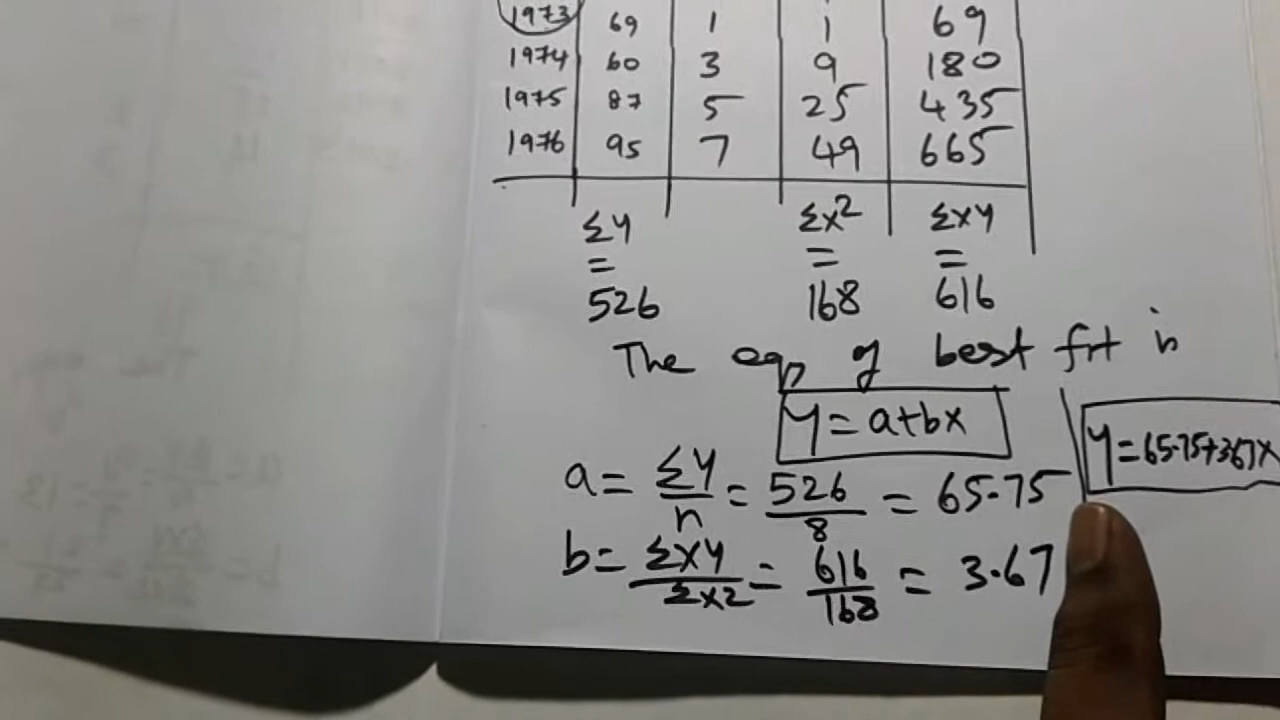 1973 69 1 1 69
1974 60 3 9 180
1975 87 5 25 435
1976 95 7 49 665
Σy Σx2 Σxy
= = =
526 168 616
The eqn of best fit is
y = a+bx
y=65.75+3.67x
a = Σy/n = 526/8 = 65.75
b = Σxy/Σx2 = 616/168 = 3.67